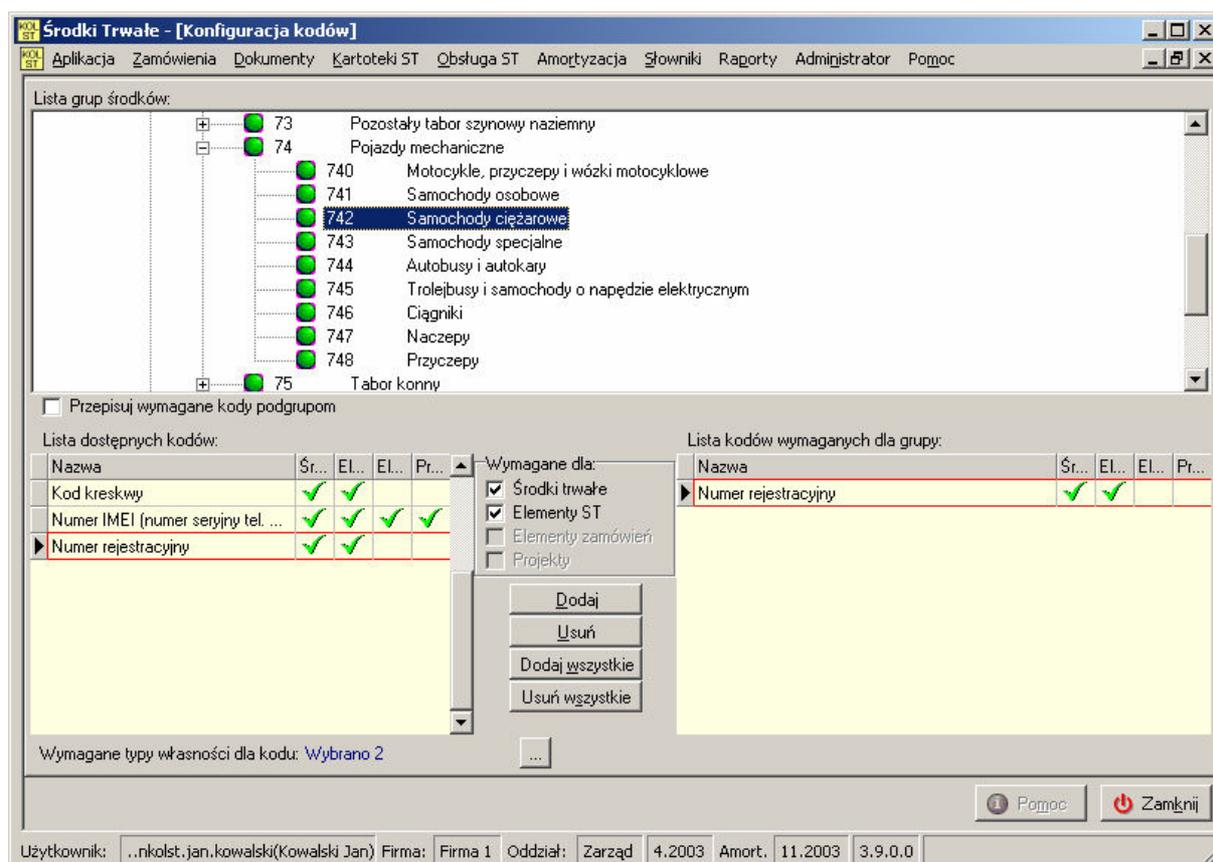 KOL ST Środki Trwałe - [Konfiguracja kodów]
KOL ST Aplikacja Zamówienia Dokumenty Kartoteki ST Obsługa ST Amortyzacja Słowniki Raporty Administrator Pomoc
Lista grup środków:
73 Pozostały tabor szynowy naziemny
74 Pojazdy mechaniczne
740 Motocykle, przyczepy i wózki motocyklowe
741 Samochody osobowe
742 Samochody ciężarowe
743 Samochody specjalne
744 Autobusy i autokary
745 Trolejbusy i samochody o napędzie elektrycznym
746 Ciągniki
747 Naczepy
748 Przyczepy
75 Tabor konny
Przepisuj wymagane kody podgrupom
Lista dostępnych kodów:
Nazwa Śr... El... El... Pr...
Kod kreskwy
Numer IMEI (numer seryjny tel. ...
Numer rejestracyjny
Wymagane dla:
Środki trwałe
Elementy ST
Elementy zamówień
Projekty
Dodaj
Usuń
Dodaj wszystkie
Usuń wszystkie
Lista kodów wymaganych dla grupy:
Nazwa Śr... El... El... Pr...
Numer rejestracyjny
Wymagane typy własności dla kodu: Wybrano 2 ...
Pomoc Zamknij
Użytkownik: ..nkolst.jan.kowalski(Kowalski Jan) Firma: Firma 1 Oddział: Zarząd 4.2003 Amort. 11.2003 3.9.0.0